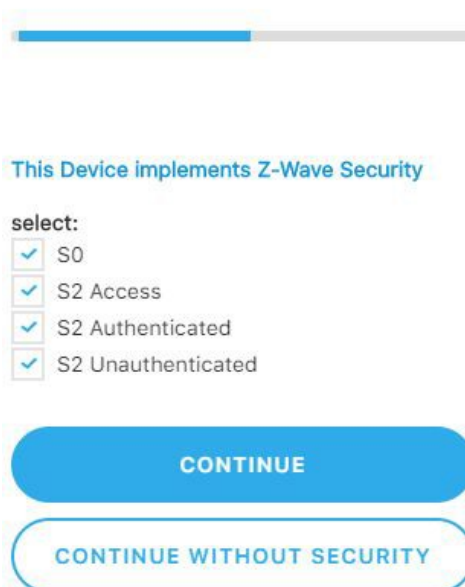 This Device implements Z-Wave Security
select:
S0
S2 Access
S2 Authenticated
S2 Unauthenticated
CONTINUE
CONTINUE WITHOUT SECURITY